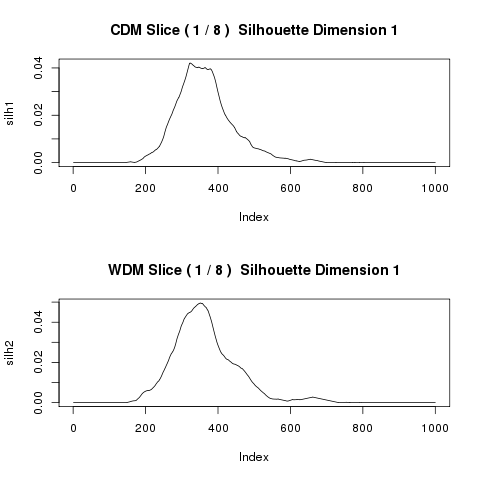 CDM Slice ( 1 / 8 )  Silhouette Dimension 1
silh1
0.00 0.02 0.04
0 200 400 600 800 1000
Index
WDM Slice ( 1 / 8 )  Silhouette Dimension 1
silh2
0.00 0.02 0.04
0 200 400 600 800 1000
Index